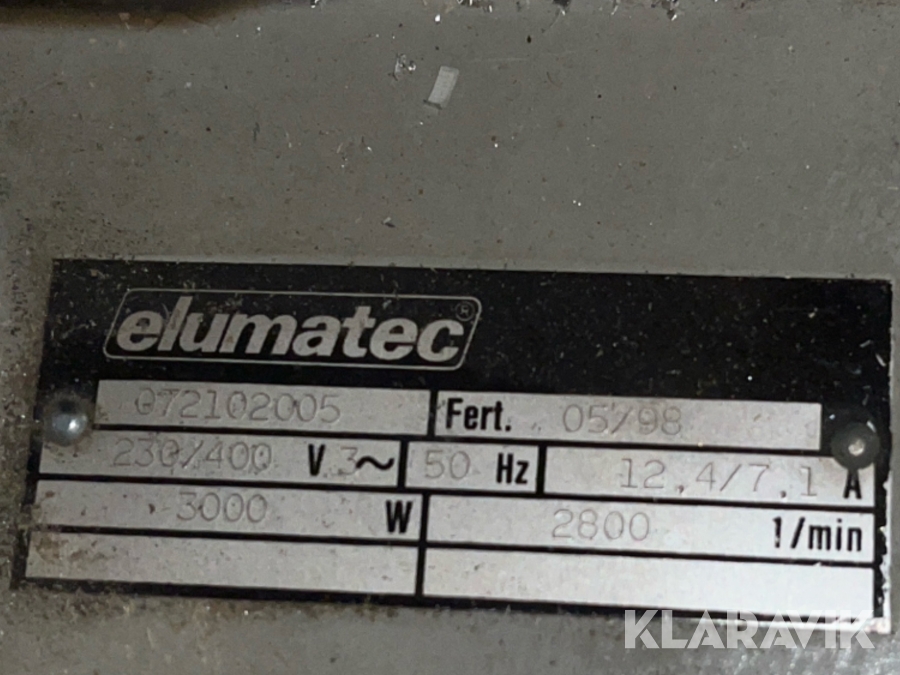 elumatec®
072102005 Fert. 05/98
230/400 V 3~ 50 Hz 12.4/7.1 A
3000 W 2800 1/min
KLARAVIK